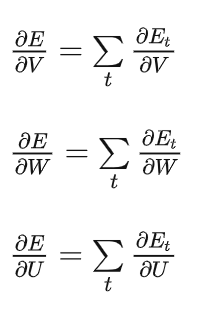 ∂E/∂V = ∑_t ∂E_t/∂V
∂E/∂W = ∑_t ∂E_t/∂W
∂E/∂U = ∑_t ∂E_t/∂U